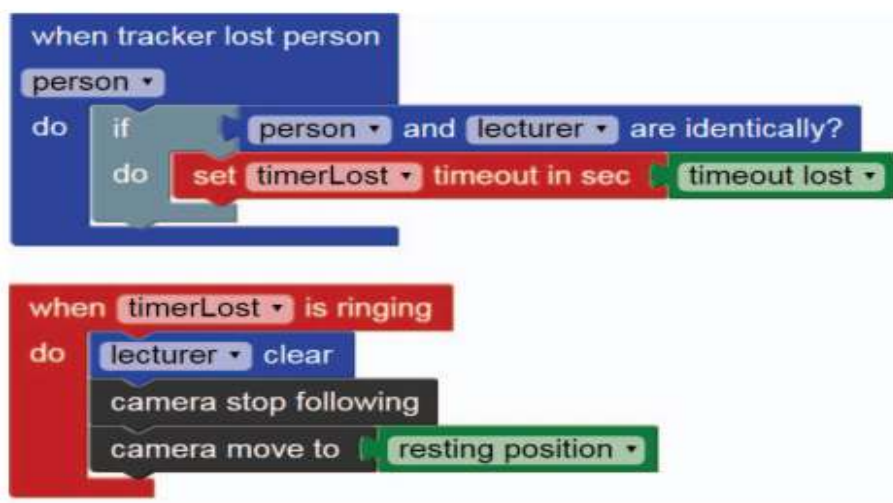 when tracker lost person
person
do if person and lecturer are identically?
do set timerLost timeout in sec timeout lost
when timerLost is ringing
do lecturer clear
camera stop following
camera move to resting position